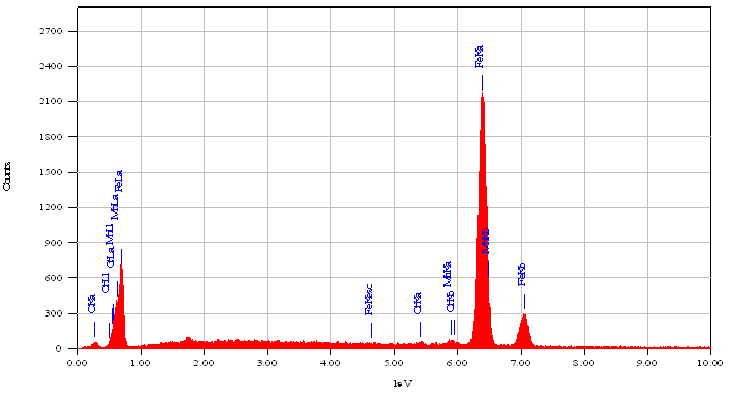 Counts
2700
2400
2100
1800
1500
1200
900
600
300
0
CKa
CrLl
CrLa
MnLl
MnLa
FeLa
FeKesc
CrKa
CrKb
MnKa
FeKa
MnKb
FeKb
0.00 1.00 2.00 3.00 4.00 5.00 6.00 7.00 8.00 9.00 10.00
keV